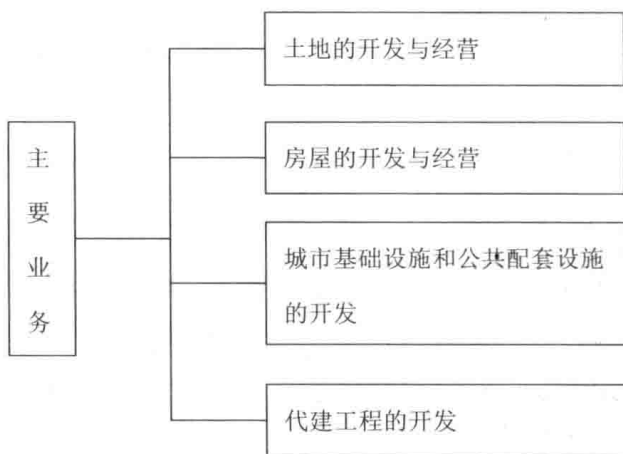 主要业务
土地的开发与经营
房屋的开发与经营
城市基础设施和公共配套设施
的开发
代建工程的开发